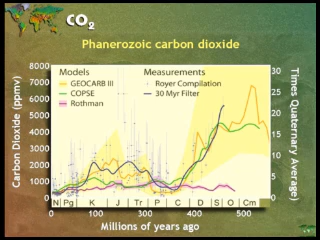 CO2
Phanerozoic carbon dioxide
8000
7000
6000
5000
4000
3000
2000
1000
0
Carbon Dioxide (ppmv)
Models
GEOCARB III
COPSE
Rothman
Measurements
Royer Compilation
30 Myr Filter
30
25
20
15
10
5
0
Times Quaternary Average)
N Pg K J Tr P C D S O Cm
0 100 200 300 400 500
Millions of years ago